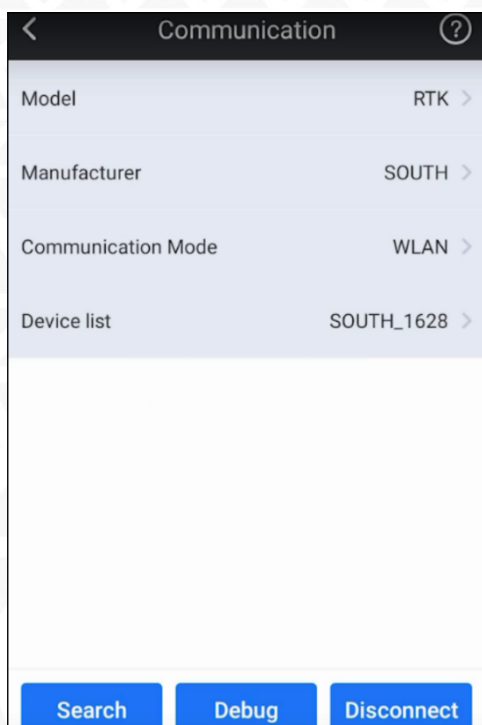 Communication
Model RTK
Manufacturer SOUTH
Communication Mode WLAN
Device list SOUTH_1628
Search Debug Disconnect